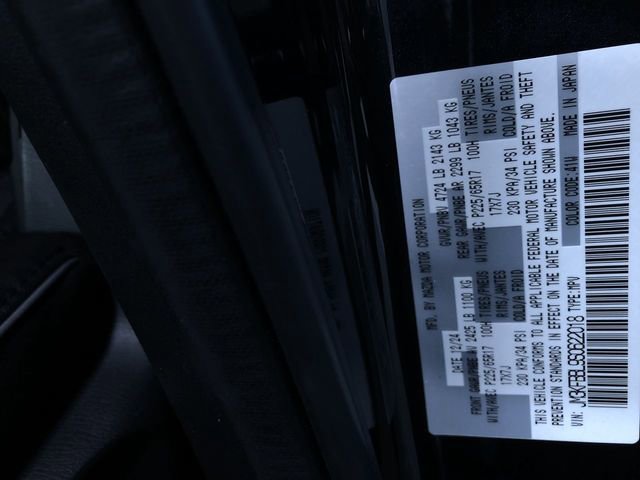 MFD. BY MAZDA MOTOR CORPORATION
DATE 12/24 GVWR/PNBV 4724 LB 2143 KG
FRONT GAWR/PNBE AV 2425 LB 1100 KG REAR GAWR/PNBE AR 2299 LB 1043 KG
WITH/AVEC P225/65R17 100H TIRES/PNEUS WITH/AVEC P225/65R17 100H TIRES/PNEUS
17X7J RIMS/JANTES 17X7J RIMS/JANTES
230 KPA/34 PSI COLD/A FROID 230 KPA/34 PSI COLD/A FROID
THIS VEHICLE CONFORMS TO ALL APPLICABLE FEDERAL MOTOR VEHICLE SAFETY AND THEFT
PREVENTION STANDARDS IN EFFECT ON THE DATE OF MANUFACTURE SHOWN ABOVE.
VIN: JM3KFBBL9S0622018 TYPE:MPV COLOR CODE:41W MADE IN JAPAN